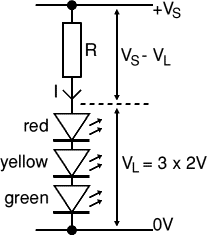 +VS
R
VS - VL
I
red
yellow
VL = 3 x 2V
green
0V